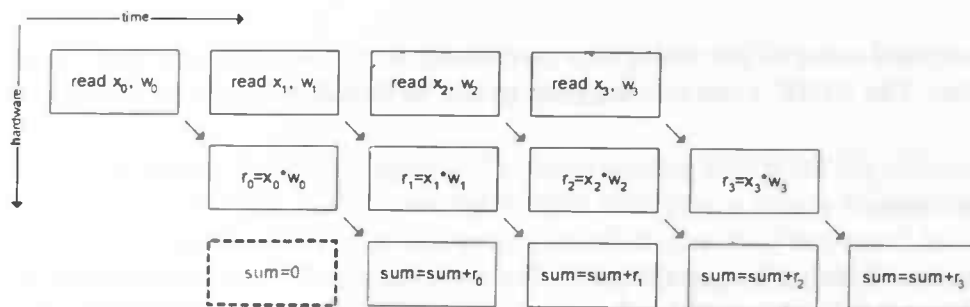 time
hardware
read x₀, w₀
read x₁, w₁
read x₂, w₂
read x₃, w₃
r₀=x₀*w₀
r₁=x₁*w₁
r₂=x₂*w₂
r₃=x₃*w₃
sum=0
sum=sum+r₀
sum=sum+r₁
sum=sum+r₂
sum=sum+r₃